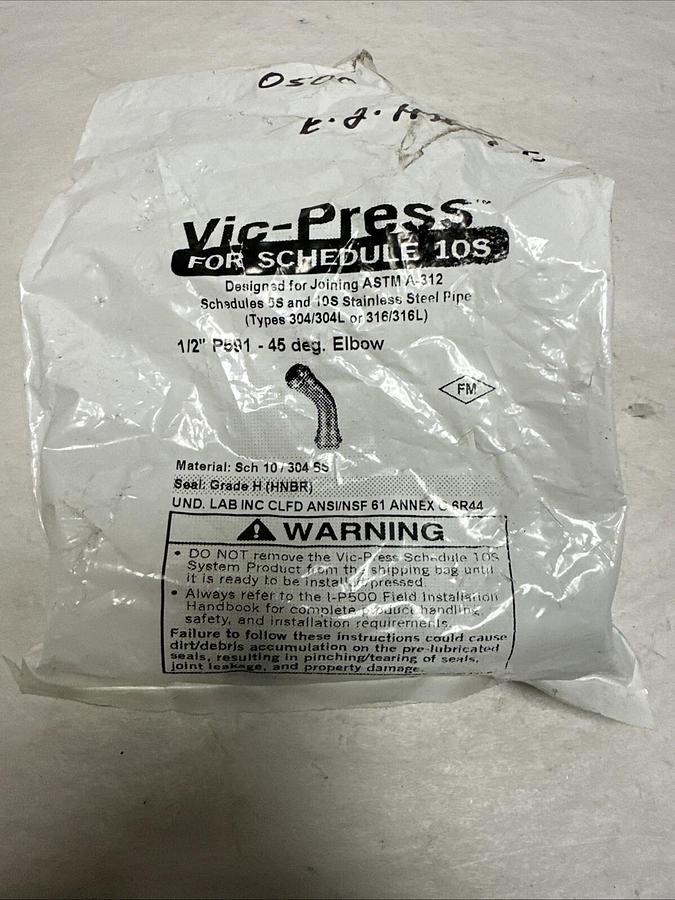 Vic-Press™
FOR SCHEDULE 10S
Designed for Joining ASTM A-312
Schedules 5S and 10S Stainless Steel Pipe
(Types 304/304L or 316/316L)
1/2" P591 - 45 deg. Elbow
FM
Material: Sch 10 / 304 SS
Seal: Grade H (HNBR)
UND. LAB INC CLFD ANSI/NSF 61 ANNEX G 6R44
WARNING
• DO NOT remove the Vic-Press Schedule 10S
System Product from the shipping bag until
it is ready to be installed/pressed.
• Always refer to the I-P500 Field Installation
Handbook for complete product handling,
safety, and installation requirements.
Failure to follow these instructions could cause
dirt/debris accumulation on the pre-lubricated
seals, resulting in pinching/tearing of seals,
joint leakage, and property damage.